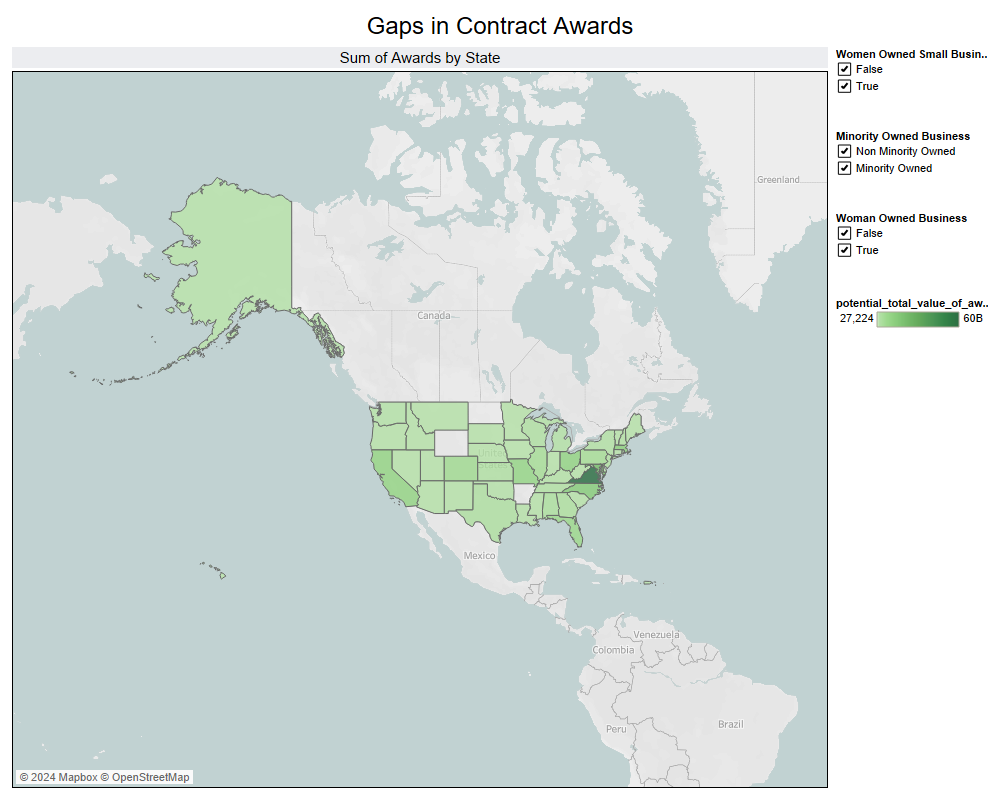 Gaps in Contract Awards
Sum of Awards by State
Women Owned Small Busin..
False
True
Minority Owned Business
Non Minority Owned
Minority Owned
Woman Owned Business
False
True
potential_total_value_of_aw..
27,224 60B
Greenland
Canada
United
Mexico
Venezuela
Colombia
Brazil
Peru
© 2024 Mapbox © OpenStreetMap